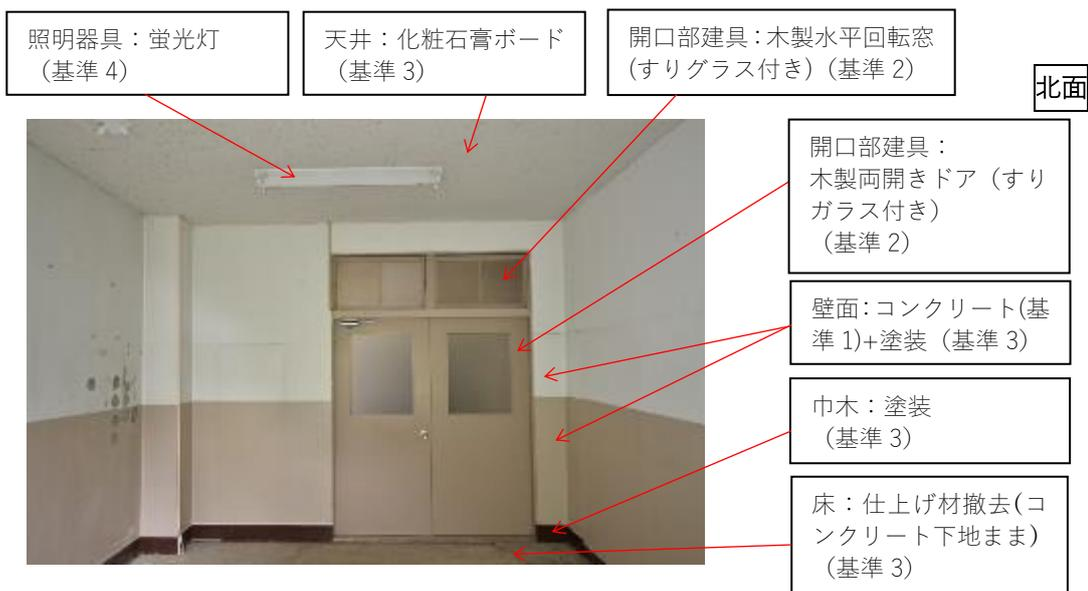 照明器具：蛍光灯
（基準 4）
天井：化粧石膏ボード
（基準 3）
開口部建具：木製水平回転窓
(すりグラス付き)（基準 2）
北面
開口部建具：
木製両開きドア（すり
ガラス付き）
（基準 2）
壁面：コンクリート(基
準 1)+塗装（基準 3）
巾木：塗装
（基準 3）
床：仕上げ材撤去(コ
ンクリート下地まま)
（基準 3）